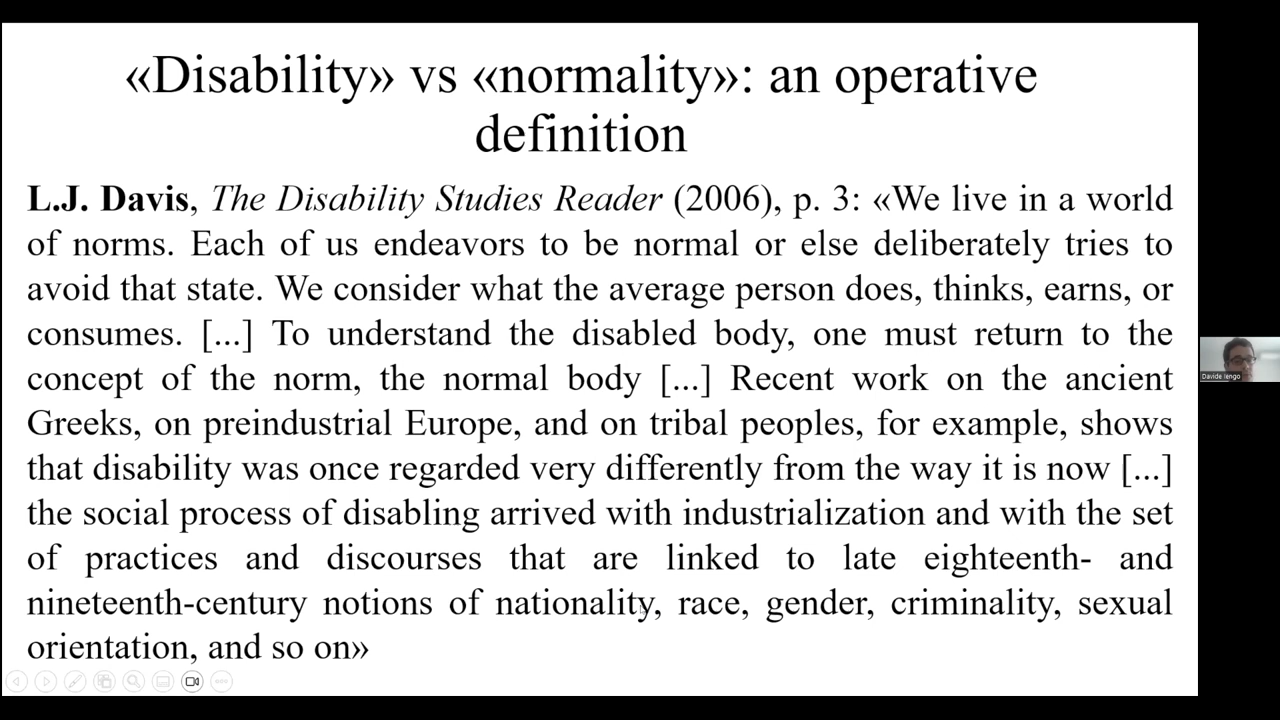 «Disability» vs «normality»: an operative
definition
L.J. Davis, The Disability Studies Reader (2006), p. 3: «We live in a world
of norms. Each of us endeavors to be normal or else deliberately tries to
avoid that state. We consider what the average person does, thinks, earns, or
consumes. [...] To understand the disabled body, one must return to the
concept of the norm, the normal body [...] Recent work on the ancient
Greeks, on preindustrial Europe, and on tribal peoples, for example, shows
that disability was once regarded very differently from the way it is now [...]
the social process of disabling arrived with industrialization and with the set
of practices and discourses that are linked to late eighteenth- and
nineteenth-century notions of nationality, race, gender, criminality, sexual
orientation, and so on»
Davide Iengo